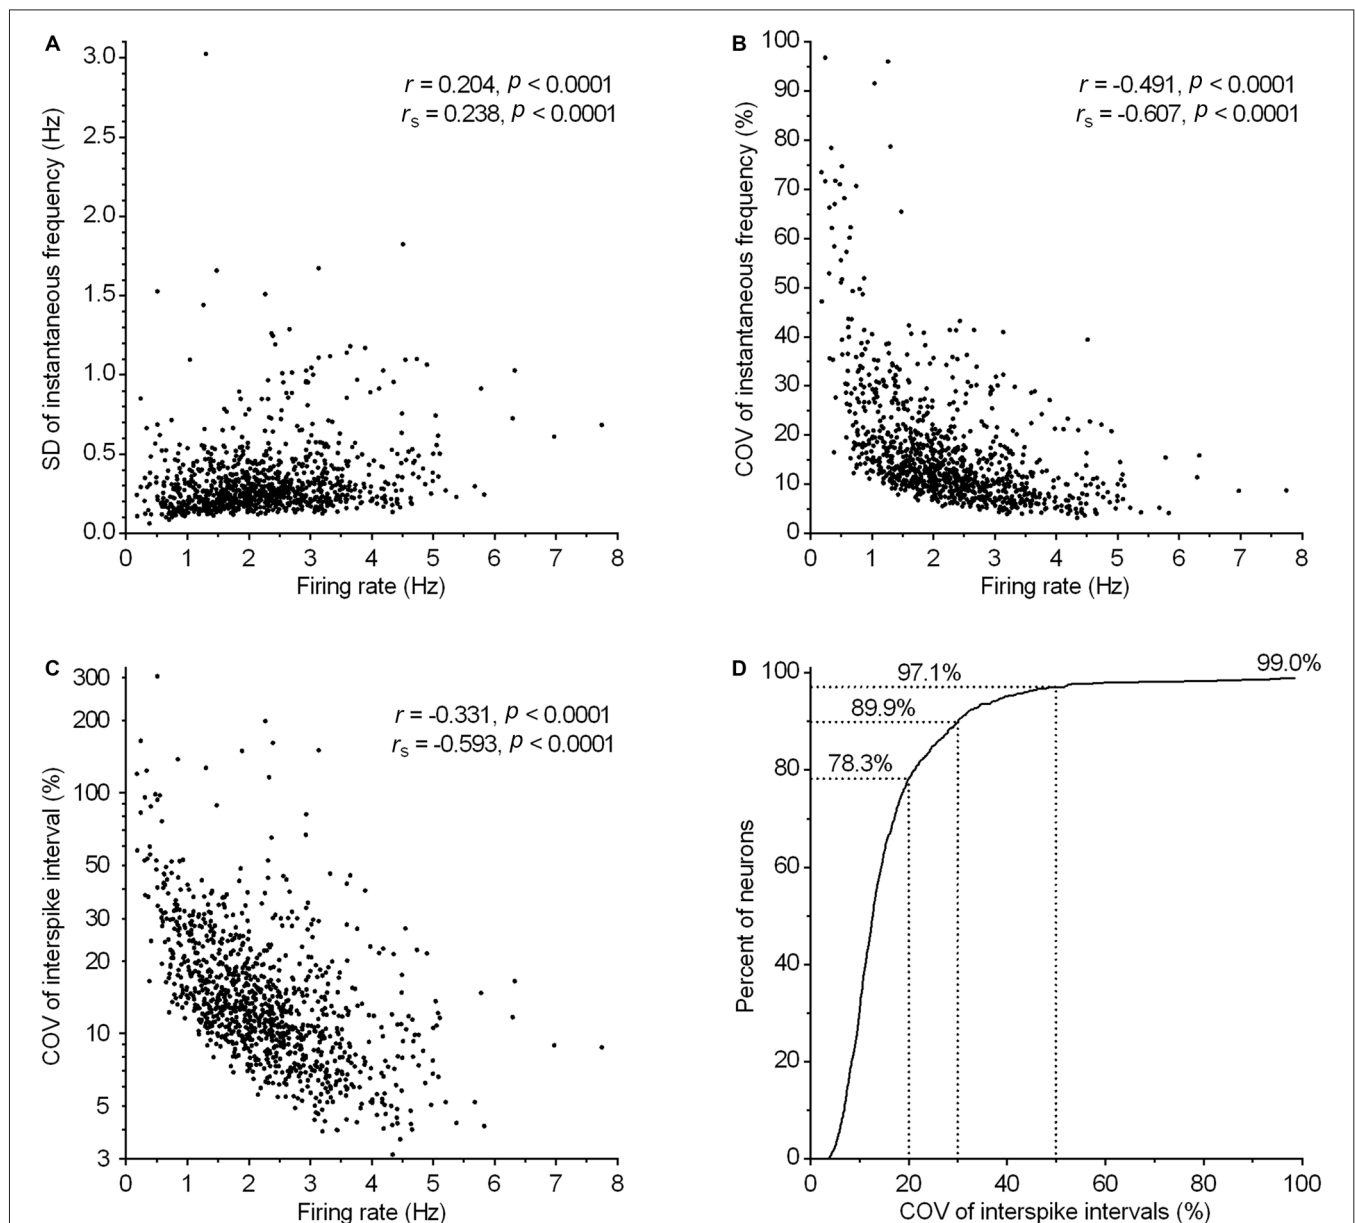 A
3.0
2.5
2.0
1.5
1.0
0.5
0.0
SD of instantaneous frequency (Hz)
r = 0.204, p < 0.0001
rs = 0.238, p < 0.0001
0 1 2 3 4 5 6 7 8
Firing rate (Hz)
B
100
90
80
70
60
50
40
30
20
10
0
COV of instantaneous frequency (%)
r = -0.491, p < 0.0001
rs = -0.607, p < 0.0001
0 1 2 3 4 5 6 7 8
Firing rate (Hz)
C
300
200
100
50
30
20
10
5
3
COV of interspike interval (%)
r = -0.331, p < 0.0001
rs = -0.593, p < 0.0001
0 1 2 3 4 5 6 7 8
Firing rate (Hz)
D
100
80
60
40
20
0
Percent of neurons
97.1%
99.0%
89.9%
78.3%
0 20 40 60 80 100
COV of interspike intervals (%)